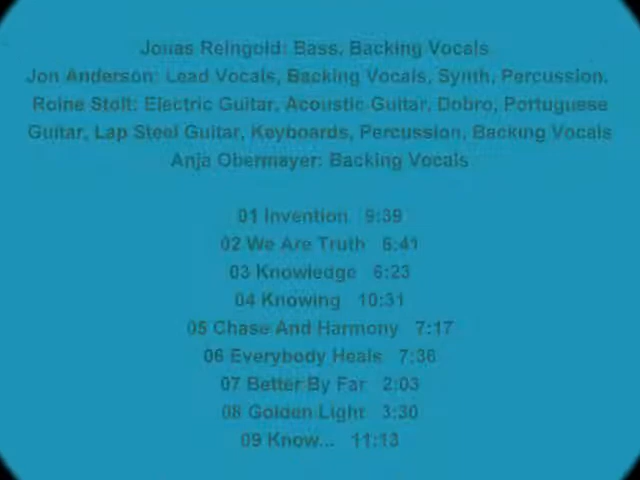 Jonas Reingold: Bass, Backing Vocals
Jon Anderson: Lead Vocals, Backing Vocals, Synth, Percussion.
Roine Stolt: Electric Guitar, Acoustic Guitar, Dobro, Portuguese
Guitar, Lap Steel Guitar, Keyboards, Percussion, Backing Vocals
Anja Obermayer: Backing Vocals
01 Invention 9:39
02 We Are Truth 6:41
03 Knowledge 6:23
04 Knowing 10:31
05 Chase And Harmony 7:17
06 Everybody Heals 7:36
07 Better By Far 2:03
08 Golden Light 3:30
09 Know... 11:13